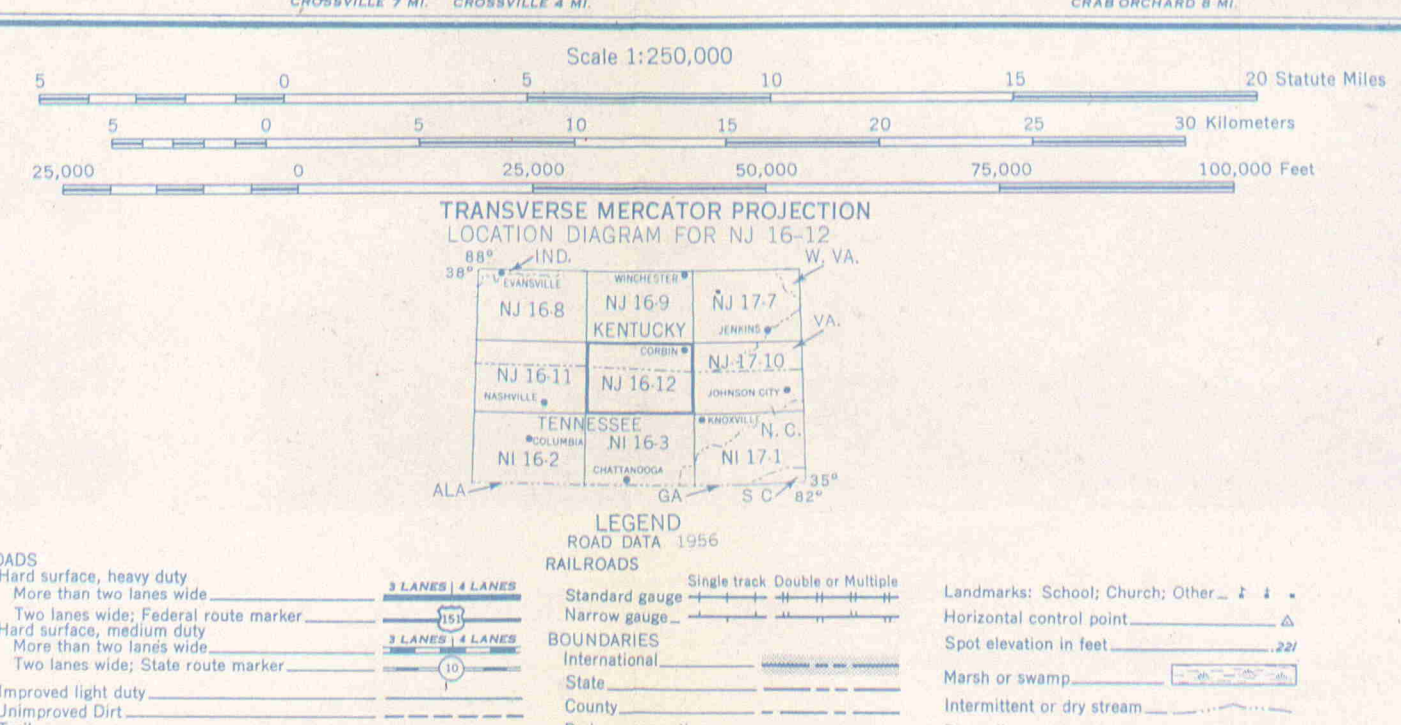 CROSSVILLE 7 MI. CROSSVILLE 4 MI. CRAB ORCHARD 8 MI.
Scale 1:250,000
5 0 5 10 15 20 Statute Miles
5 0 5 10 15 20 25 30 Kilometers
25,000 0 25,000 50,000 75,000 100,000 Feet
TRANSVERSE MERCATOR PROJECTION
LOCATION DIAGRAM FOR NJ 16-12
88° IND. W. VA.
38° EVANSVILLE WINCHESTER
NJ 16-8 NJ 16-9 NJ 17-7
KENTUCKY JENKINS VA.
CORBIN
NJ 16-11 NJ 16-12 NJ 17-10
NASHVILLE JOHNSON CITY
TENNESSEE KNOXVILLE N. C.
COLUMBIA NI 16-3
NI 16-2 CHATTANOOGA NI 17-1
35°
ALA GA S C 82°
LEGEND
ROAD DATA 1956
OADS
Hard surface, heavy duty
More than two lanes wide 3 LANES | 4 LANES
Two lanes wide; Federal route marker 151
Hard surface, medium duty
More than two lanes wide 3 LANES | 4 LANES
Two lanes wide; State route marker 10
Improved light duty
Unimproved Dirt
RAILROADS
Single track Double or Multiple
Standard gauge
Narrow gauge
BOUNDARIES
International
State
County
Landmarks: School; Church; Other
Horizontal control point
Spot elevation in feet .221
Marsh or swamp
Intermittent or dry stream